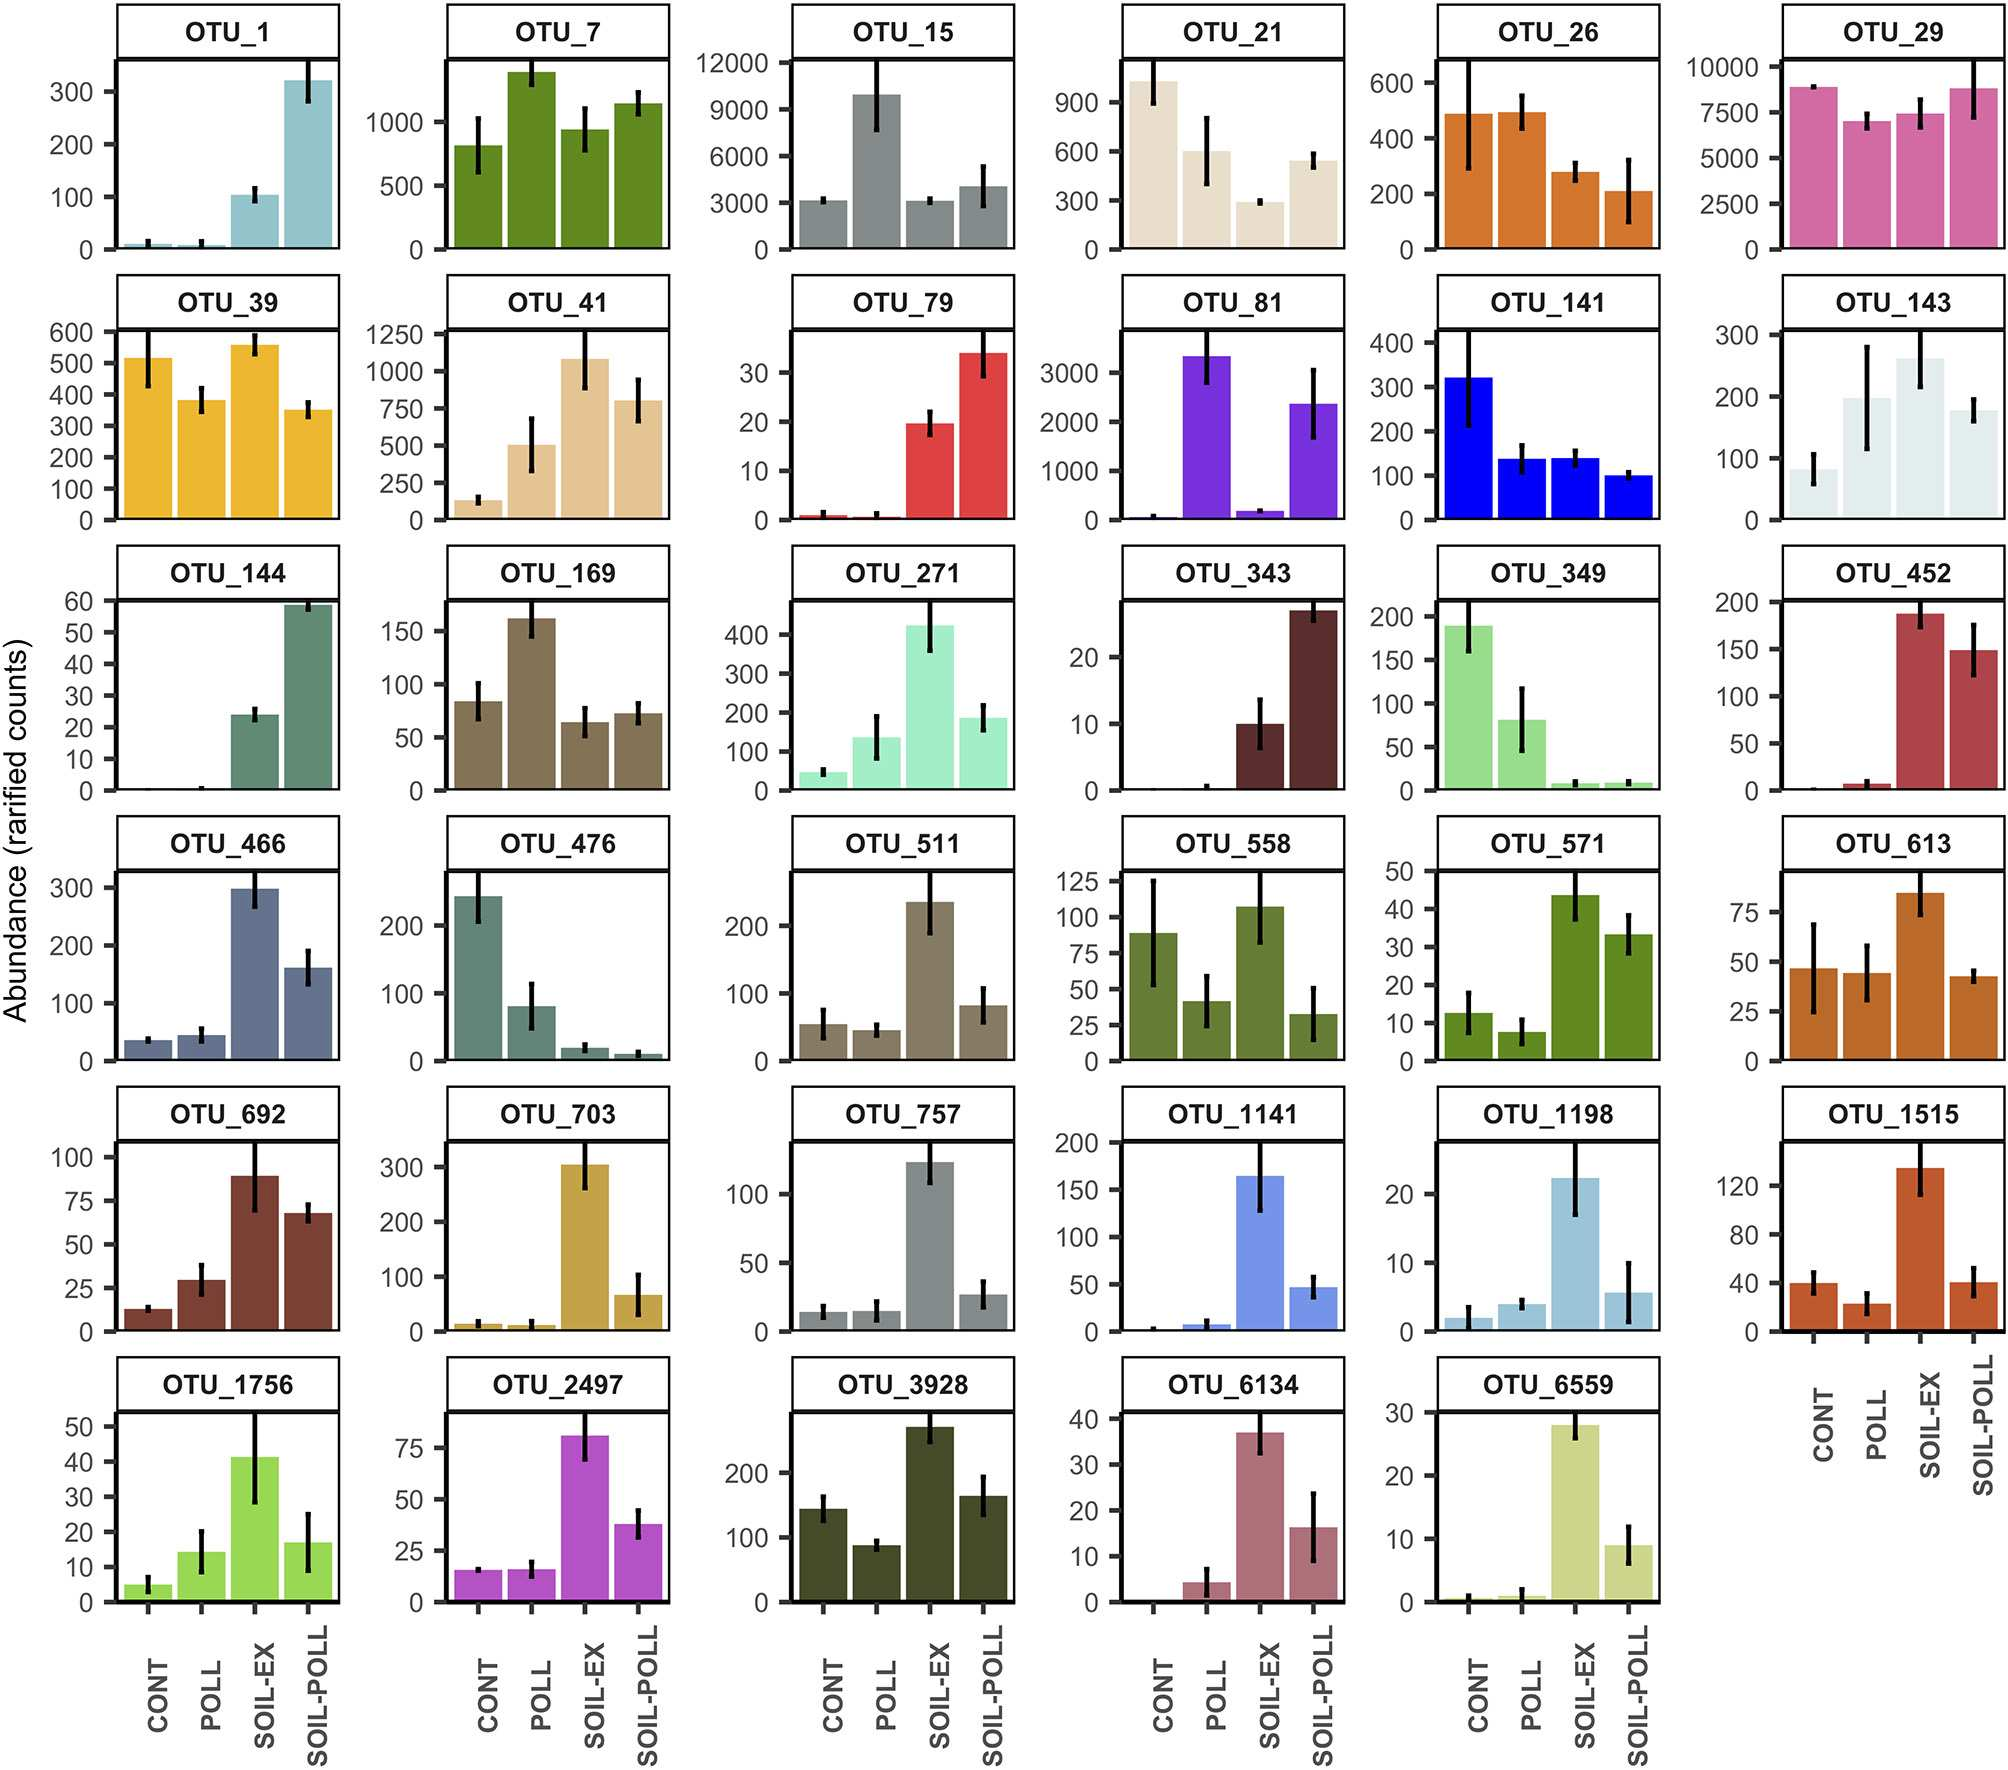 OTU_1 OTU_7 OTU_15 OTU_21 OTU_26 OTU_29
300 200 100 0
1000 500 0
12000 9000 6000 3000 0
900 600 300 0
600 400 200 0
10000 7500 5000 2500 0
OTU_39 OTU_41 OTU_79 OTU_81 OTU_141 OTU_143
600 500 400 300 200 100 0
1250 1000 750 500 250 0
30 20 10 0
3000 2000 1000 0
400 300 200 100 0
300 200 100 0
Abundance (rarified counts)
OTU_144 OTU_169 OTU_271 OTU_343 OTU_349 OTU_452
60 50 40 30 20 10 0
150 100 50 0
400 300 200 100 0
20 10 0
200 150 100 50 0
200 150 100 50 0
OTU_466 OTU_476 OTU_511 OTU_558 OTU_571 OTU_613
300 200 100 0
200 100 0
200 100 0
125 100 75 50 25 0
50 40 30 20 10 0
75 50 25 0
OTU_692 OTU_703 OTU_757 OTU_1141 OTU_1198 OTU_1515
100 75 50 25 0
300 200 100 0
100 50 0
200 150 100 50 0
20 10 0
120 80 40 0
CONT POLL SOIL-EX SOIL-POLL
OTU_1756 OTU_2497 OTU_3928 OTU_6134 OTU_6559
50 40 30 20 10 0
75 50 25 0
200 100 0
40 30 20 10 0
30 20 10 0
CONT POLL SOIL-EX SOIL-POLL
CONT POLL SOIL-EX SOIL-POLL
CONT POLL SOIL-EX SOIL-POLL
CONT POLL SOIL-EX SOIL-POLL
CONT POLL SOIL-EX SOIL-POLL